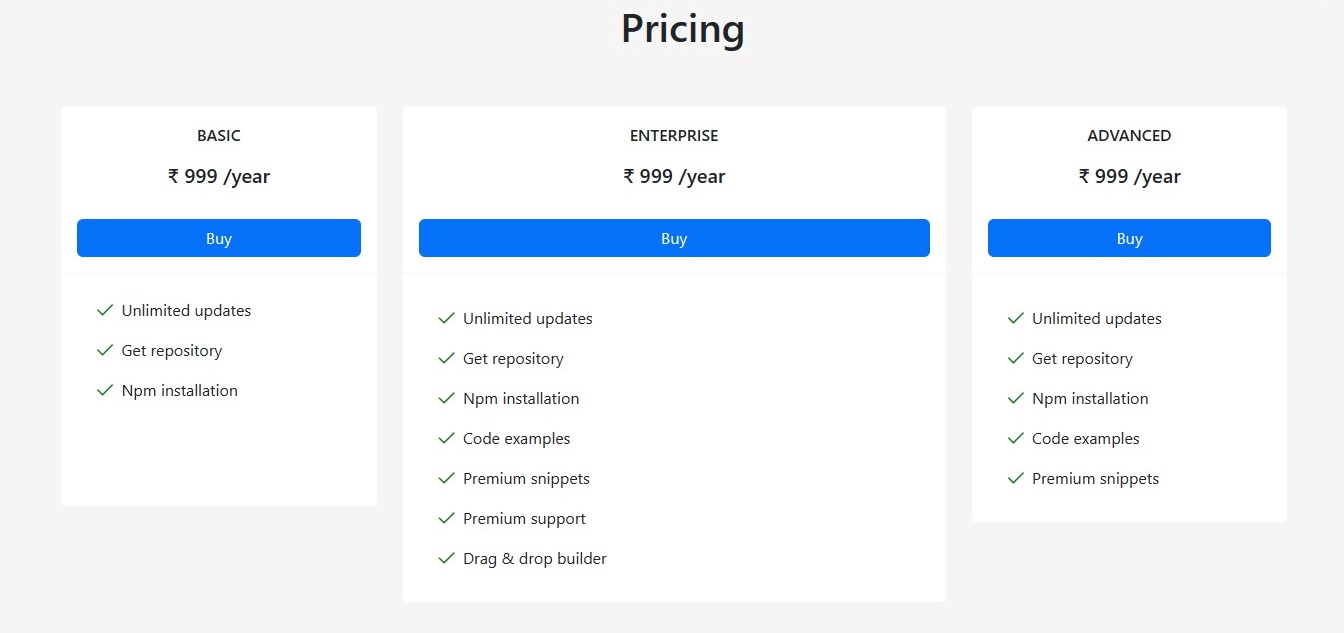 Pricing
BASIC
₹ 999 /year
Buy
Unlimited updates
Get repository
Npm installation
ENTERPRISE
₹ 999 /year
Buy
Unlimited updates
Get repository
Npm installation
Code examples
Premium snippets
Premium support
Drag & drop builder
ADVANCED
₹ 999 /year
Buy
Unlimited updates
Get repository
Npm installation
Code examples
Premium snippets